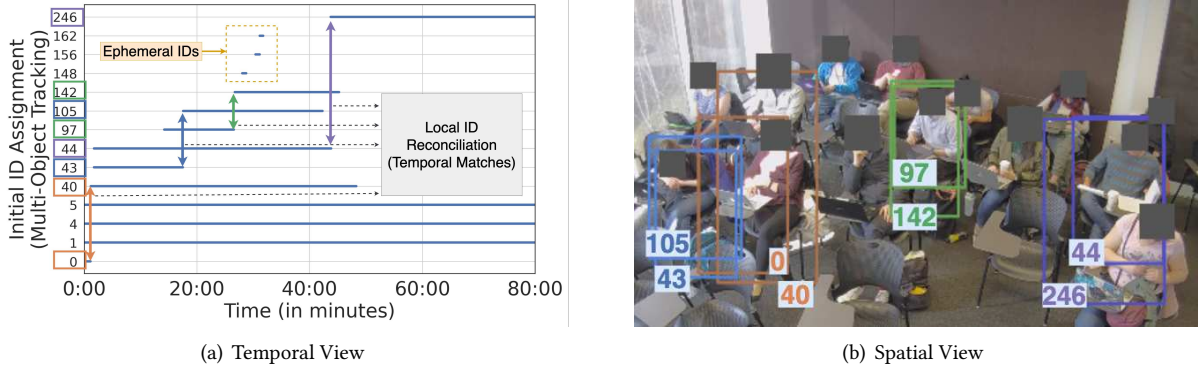 Initial ID Assignment
(Multi-Object Tracking)
246
162
156
148
142
105
97
44
43
40
5
4
1
0
Ephemeral IDs
Local ID
Reconciliation
(Temporal Matches)
0:00 20:00 40:00 60:00 80:00
Time (in minutes)
(a) Temporal View
97
142
105
43
0
40
44
246
(b) Spatial View